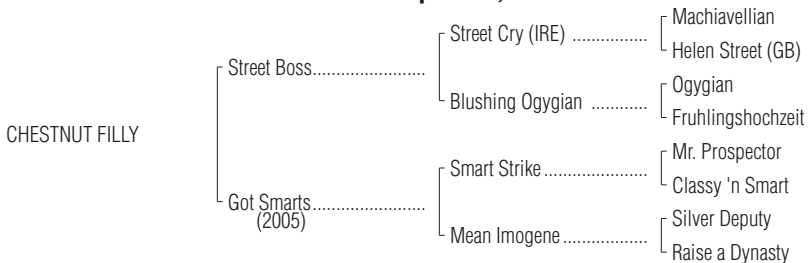 Machiavellian
Street Cry (IRE) ................
Helen Street (GB)
Street Boss........................
Ogygian
Blushing Ogygian ............
Fruhlingshochzeit
CHESTNUT FILLY
Mr. Prospector
Smart Strike ......................
Classy 'n Smart
Got Smarts........................
(2005)
Silver Deputy
Mean Imogene..................
Raise a Dynasty